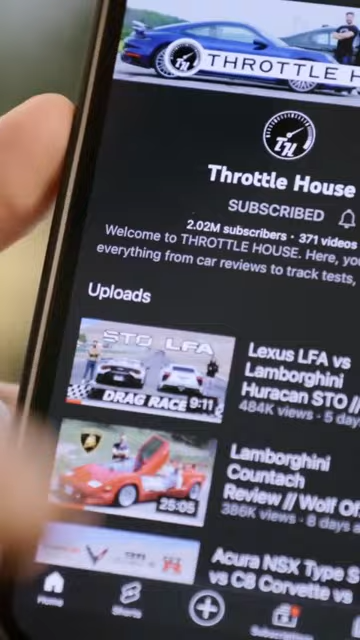 THROTTLE H
TH
Throttle House
SUBSCRIBED
2.02M subscribers • 371 videos
Welcome to THROTTLE HOUSE. Here, you
everything from car reviews to track tests,
Uploads
STO LFA
DRAG RACE
9:11
Lexus LFA vs
Lamborghini
Huracan STO //
484K views · 5 day
25:05
Lamborghini
Countach
Review // Wolf Of
386K views · 8 days a
Acura NSX Type S
vs C8 Corvette vs
Home
Shorts